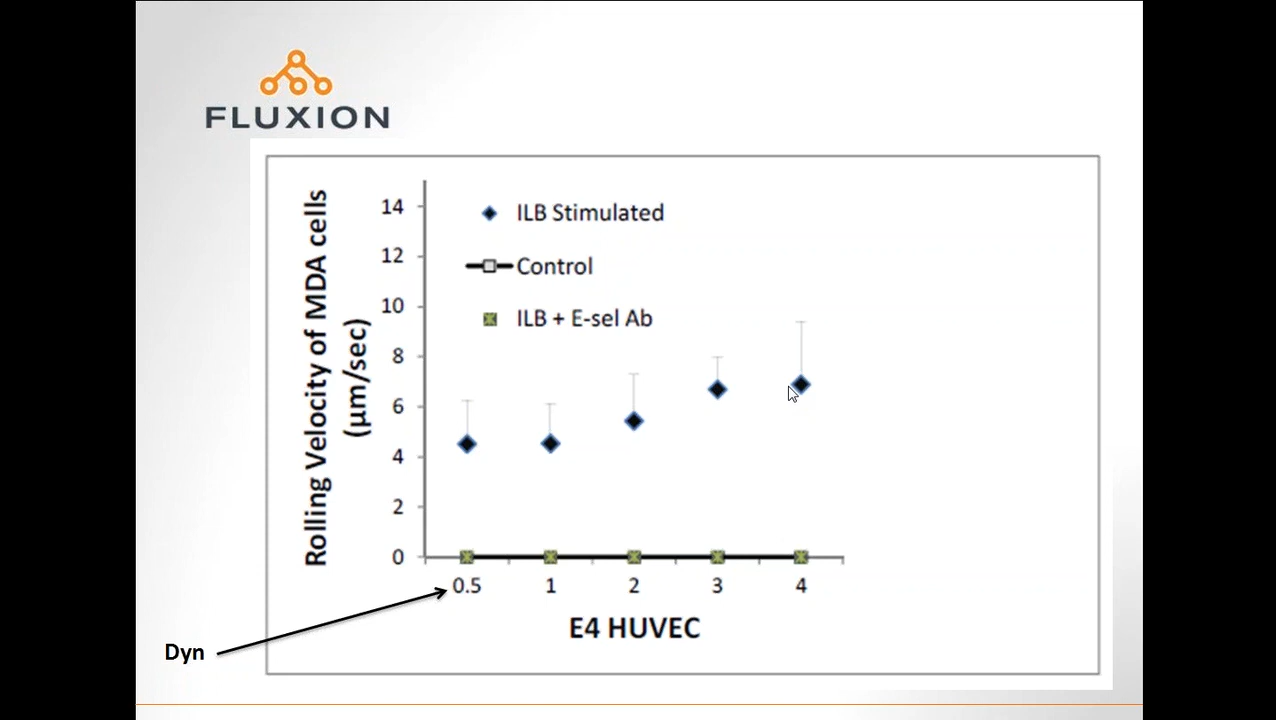 FLUXION
Rolling Velocity of MDA cells
(µm/sec)
14
12
10
8
6
4
2
0
ILB Stimulated
Control
ILB + E-sel Ab
0.5 1 2 3 4
E4 HUVEC
Dyn